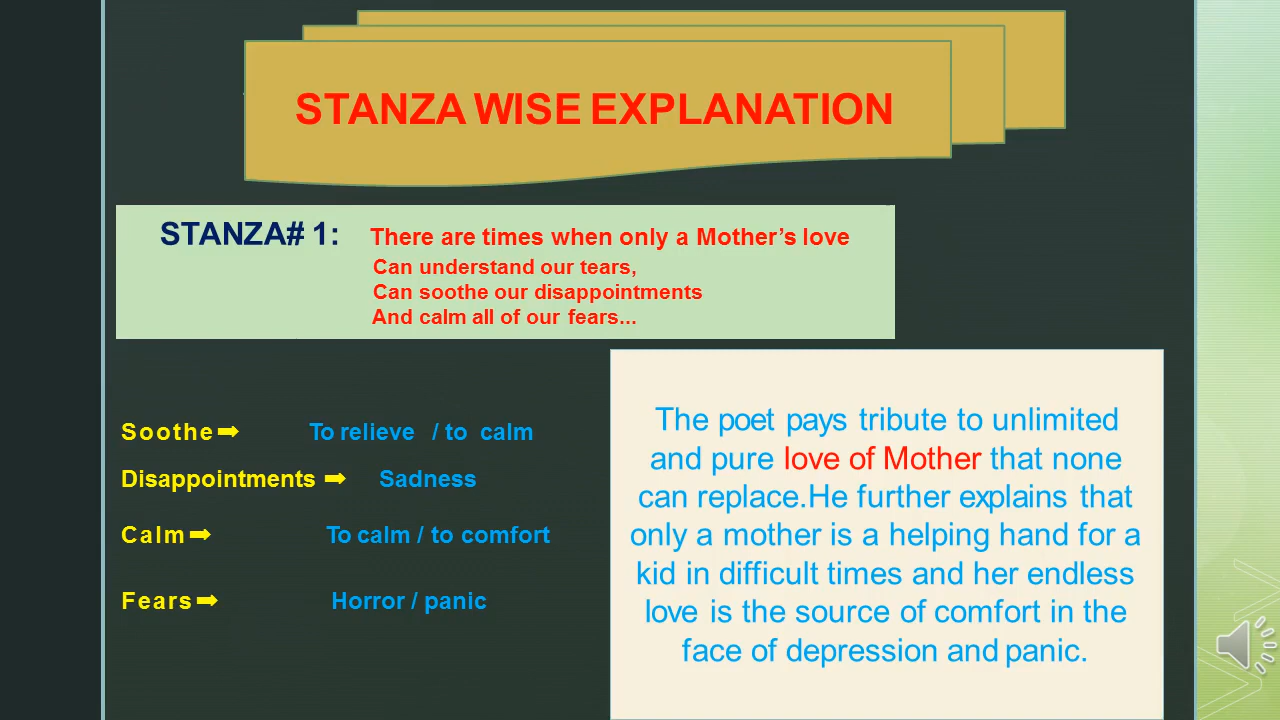 STANZA WISE EXPLANATION
STANZA# 1: There are times when only a Mother’s love
Can understand our tears,
Can soothe our disappointments
And calm all of our fears...
Soothe➡ To relieve / to calm
Disappointments ➡ Sadness
Calm➡ To calm / to comfort
Fears➡ Horror / panic
The poet pays tribute to unlimited
and pure love of Mother that none
can replace.He further explains that
only a mother is a helping hand for a
kid in difficult times and her endless
love is the source of comfort in the
face of depression and panic.